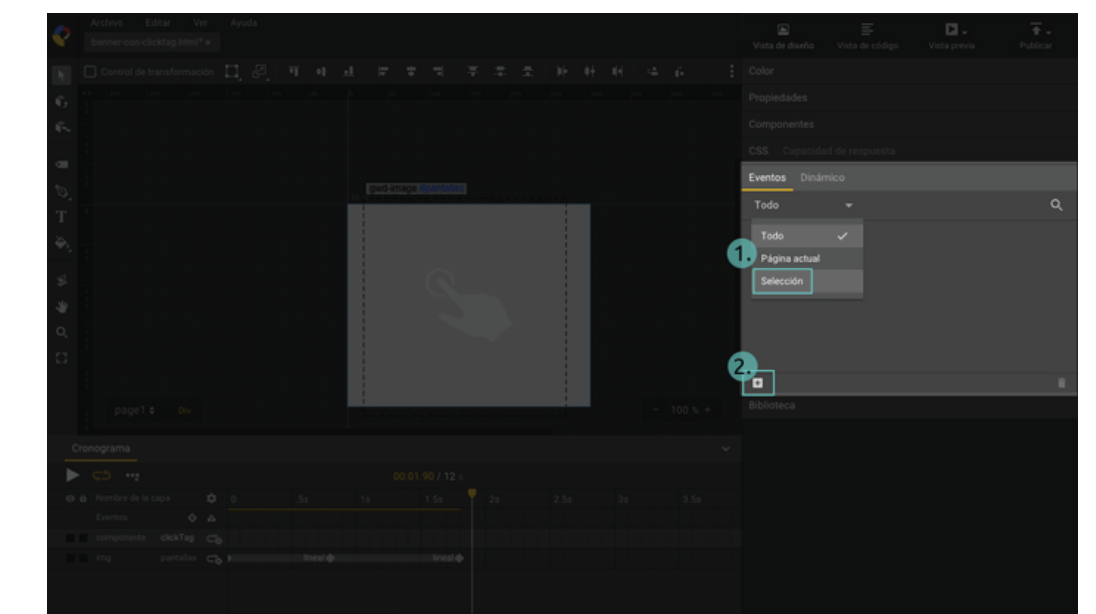 Archivo Editar Ver Ayuda
banner-con-clicktag.html* ×
Vista de diseño Vista de código Vista previa Publicar
Control de transformación
Color
Propiedades
Componentes
CSS Capacidad de respuesta
Eventos Dinámico
Todo
Todo
1. Página actual
Selección
gwd-image #pantallas
2.
Biblioteca
page1 Div
- 100 % +
Cronograma
00:01.90 / 12 s
Nombre de la capa 0 .5s 1s 1.5s 2s 2.5s 3s 3.5s
Eventos
componente clickTag
img pantallas lineal lineal